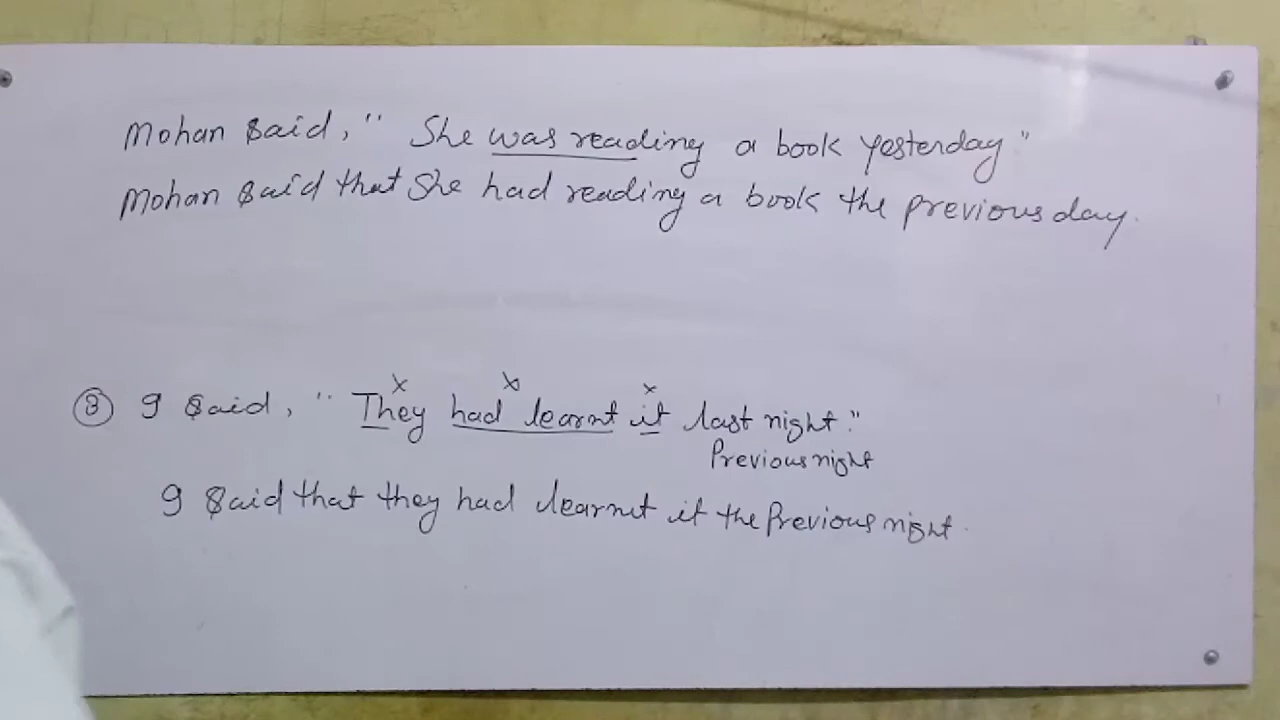 Mohan said, " She was reading a book yesterday"
Mohan said that She had reading a book the previous day.
x x x
③ I said, " They had learnt it last night."
Previous night
I said that they had learnt it the Previous night.